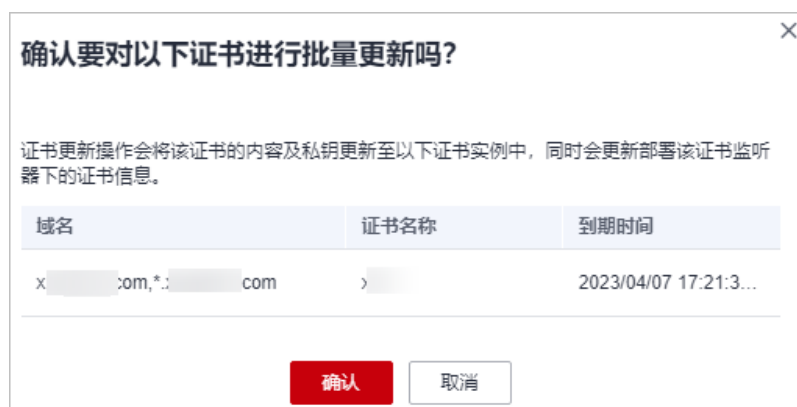 确认要对以下证书进行批量更新吗?
证书更新操作会将该证书的内容及私钥更新至以下证书实例中，同时会更新部署该证书监听
器下的证书信息。
域名 证书名称 到期时间
x com,*. com x 2023/04/07 17:21:3...
确认 取消